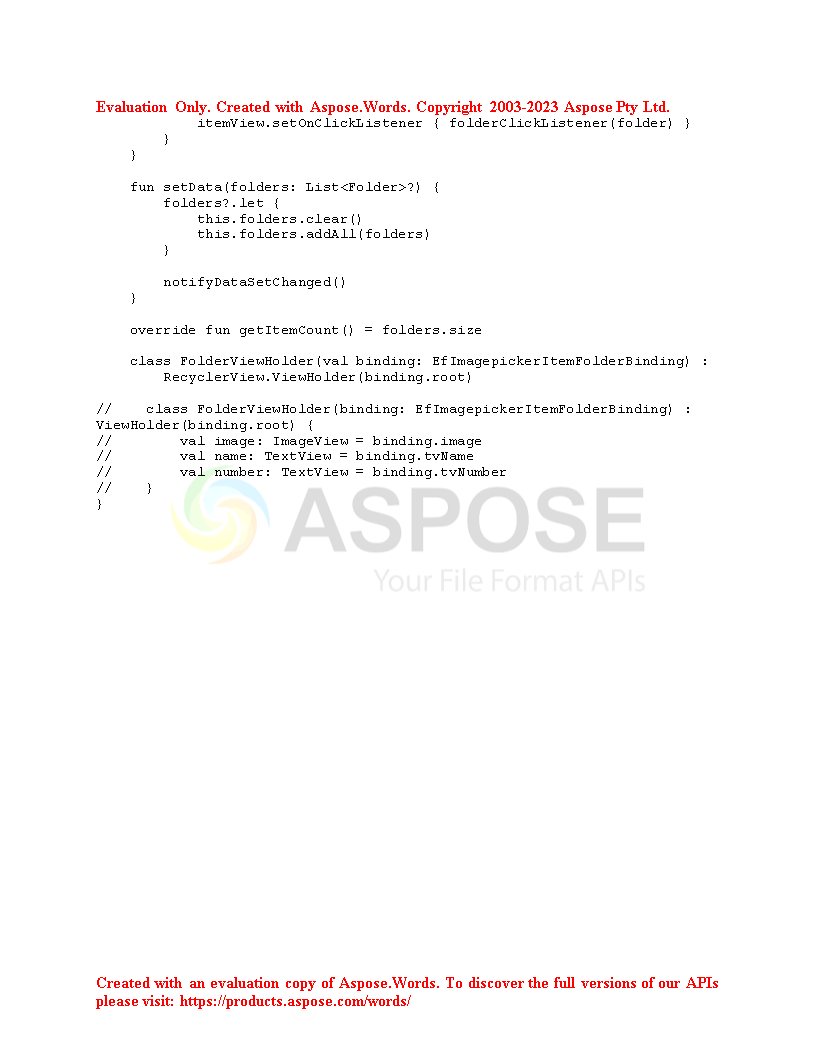 Evaluation Only. Created with Aspose.Words. Copyright 2003-2023 Aspose Pty Ltd.
            itemView.setOnClickListener { folderClickListener(folder) }
        }
    }

    fun setData(folders: List<Folder>?) {
        folders?.let {
            this.folders.clear()
            this.folders.addAll(folders)
        }

        notifyDataSetChanged()
    }

    override fun getItemCount() = folders.size

    class FolderViewHolder(val binding: EfImagepickerItemFolderBinding) :
        RecyclerView.ViewHolder(binding.root)

//    class FolderViewHolder(binding: EfImagepickerItemFolderBinding) :
ViewHolder(binding.root) {
//        val image: ImageView = binding.image
//        val name: TextView = binding.tvName
//        val number: TextView = binding.tvNumber
//    }
}
ASPOSE
Your File Format APIs
Created with an evaluation copy of Aspose.Words. To discover the full versions of our APIs
please visit: https://products.aspose.com/words/